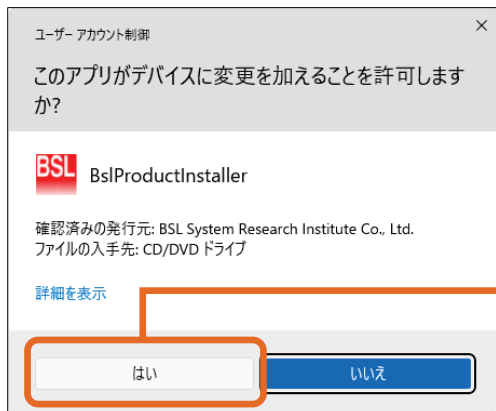 ユーザー アカウント制御
このアプリがデバイスに変更を加えることを許可します
か?
BSL
BslProductInstaller
確認済みの発行元: BSL System Research Institute Co., Ltd.
ファイルの入手先: CD/DVD ドライブ
詳細を表示
はい
いいえ